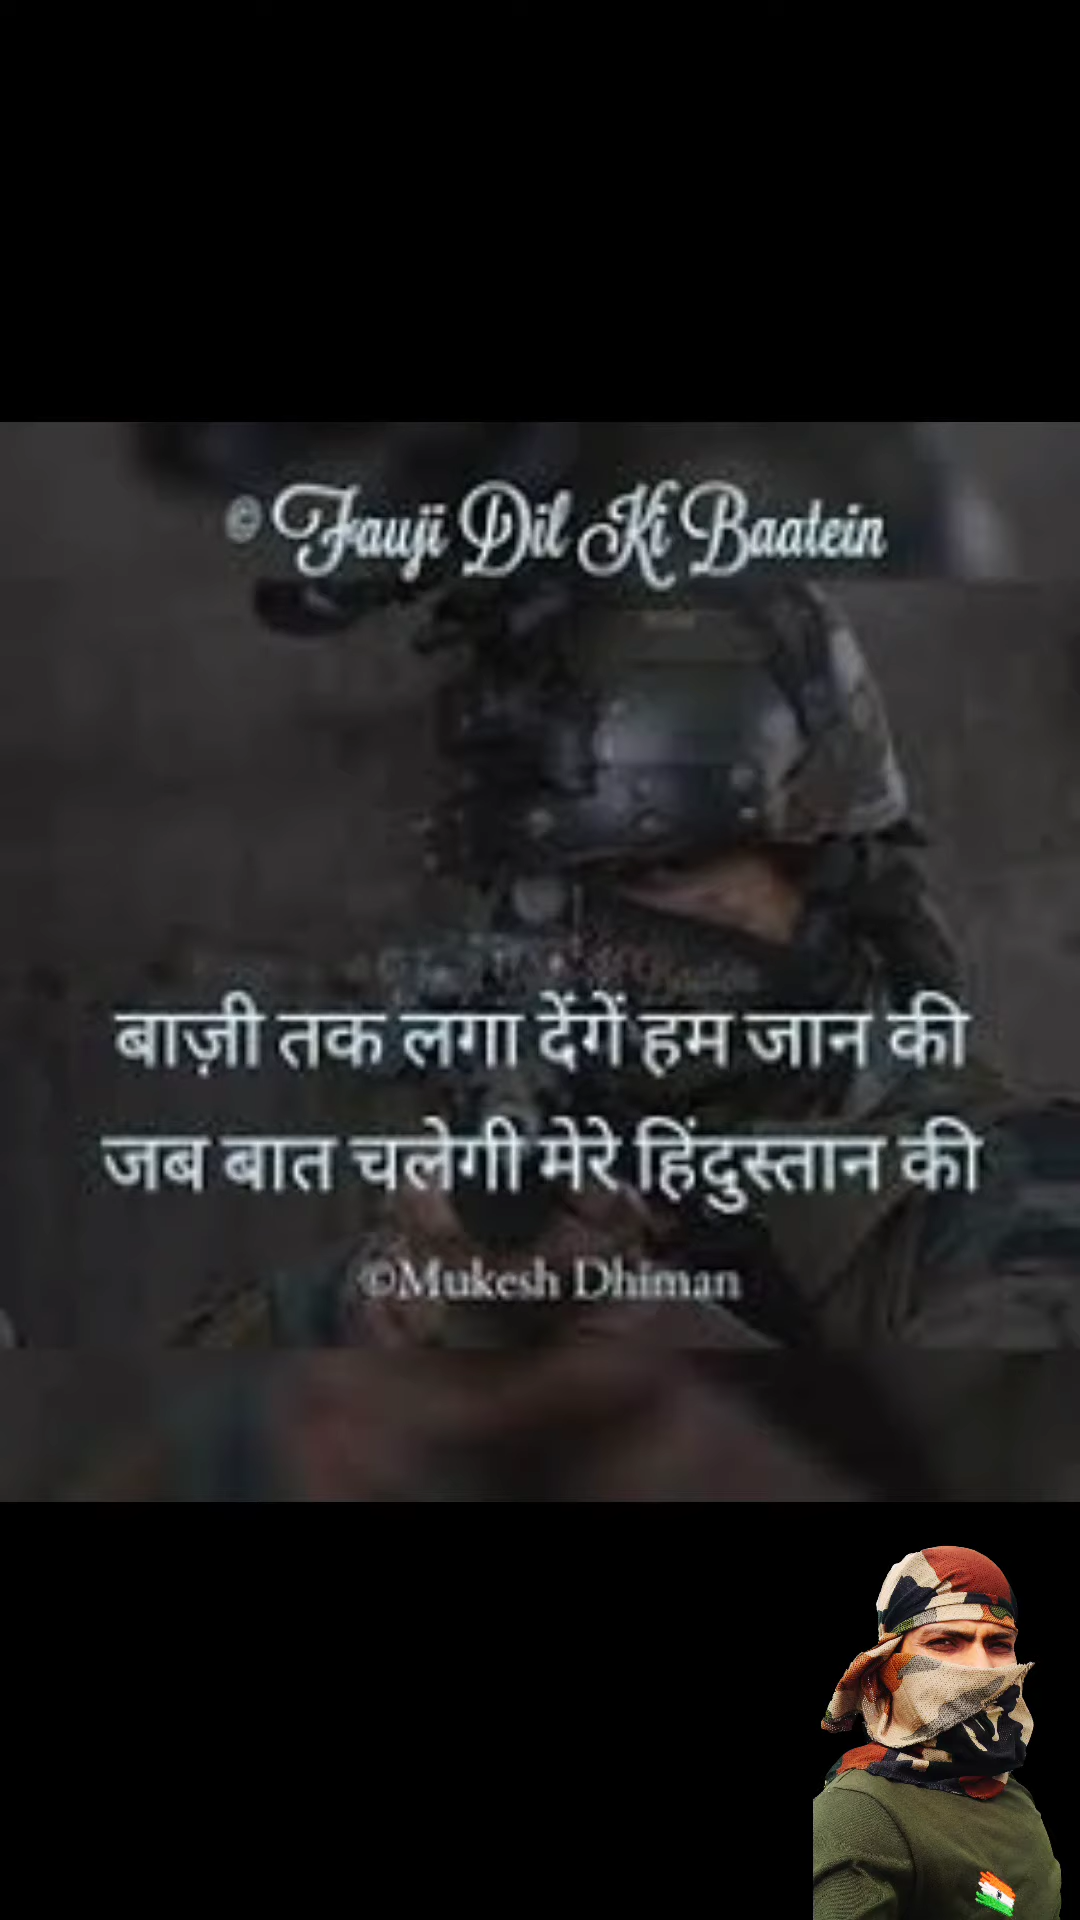 © Fauji Dil Ki Baatein
बाज़ी तक लगा देंगें हम जान की
जब बात चलेगी मेरे हिंदुस्तान की
©Mukesh Dhiman